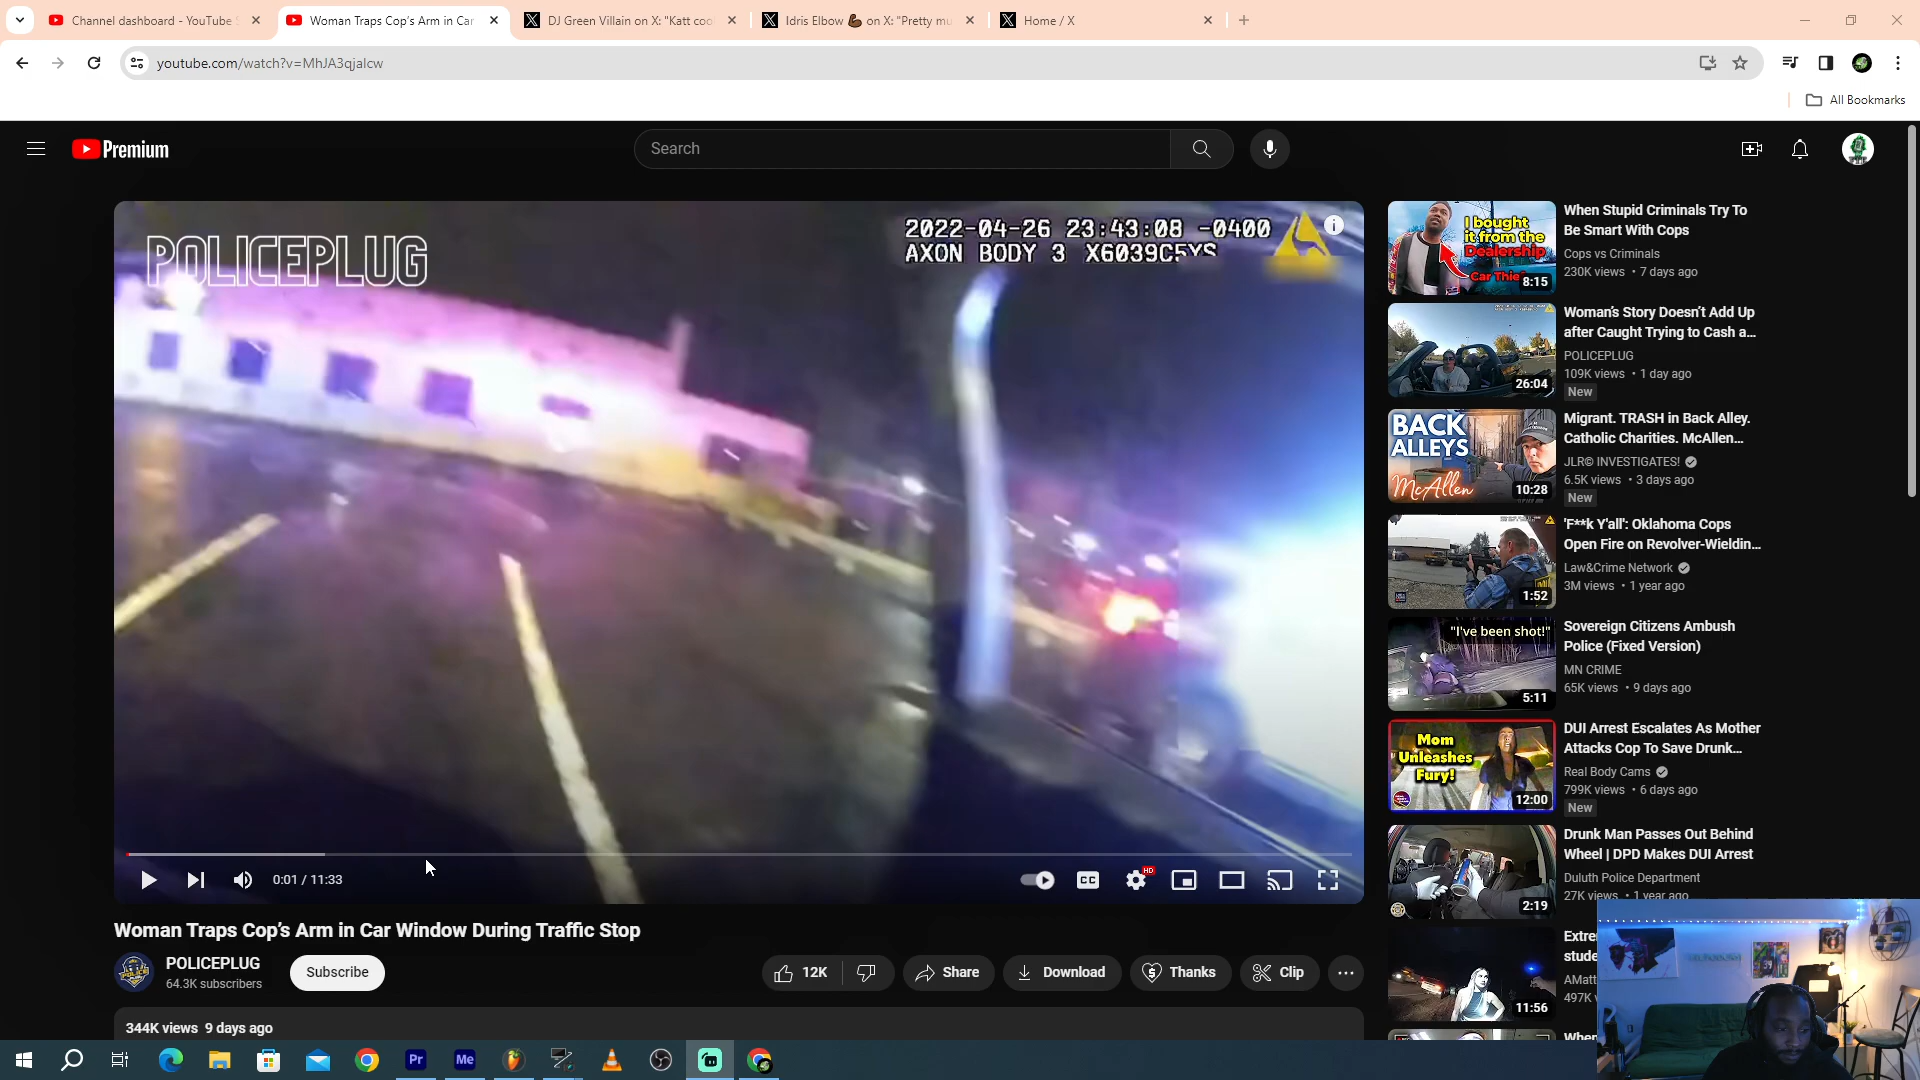 Channel dashboard - YouTube S
Woman Traps Cop's Arm in Car
DJ Green Villain on X: "Katt coo
Idris Elbow 💪🏿 on X: "Pretty mu
Home / X
youtube.com/watch?v=MhJA3qjalcw
All Bookmarks
Premium
Search
POLICEPLUG
2022-04-26 23:43:08 -0400
AXON BODY 3 X6039C5YS
0:01 / 11:33
CC
HD
Woman Traps Cop's Arm in Car Window During Traffic Stop
POLICEPLUG
64.3K subscribers
Subscribe
12K
Share
Download
Thanks
Clip
344K views 9 days ago
I bought
it from the
Dealership
Car Thie
8:15
When Stupid Criminals Try To
Be Smart With Cops
Cops vs Criminals
230K views • 7 days ago
26:04
Woman's Story Doesn't Add Up
after Caught Trying to Cash a...
POLICEPLUG
109K views • 1 day ago
New
BACK
ALLEYS
McAllen
10:28
Migrant. TRASH in Back Alley.
Catholic Charities. McAllen...
JLR© INVESTIGATES!
6.5K views • 3 days ago
New
1:52
'F**k Y'all': Oklahoma Cops
Open Fire on Revolver-Wieldin...
Law&Crime Network
3M views • 1 year ago
"I've been shot!"
5:11
Sovereign Citizens Ambush
Police (Fixed Version)
MN CRIME
65K views • 9 days ago
Mom
Unleashes
Fury!
12:00
DUI Arrest Escalates As Mother
Attacks Cop To Save Drunk...
Real Body Cams
799K views • 6 days ago
New
2:19
Drunk Man Passes Out Behind
Wheel | DPD Makes DUI Arrest
Duluth Police Department
27K views • 1 year ago
11:56
Extre
stude
AMatt
497K v
When
Pr
Me